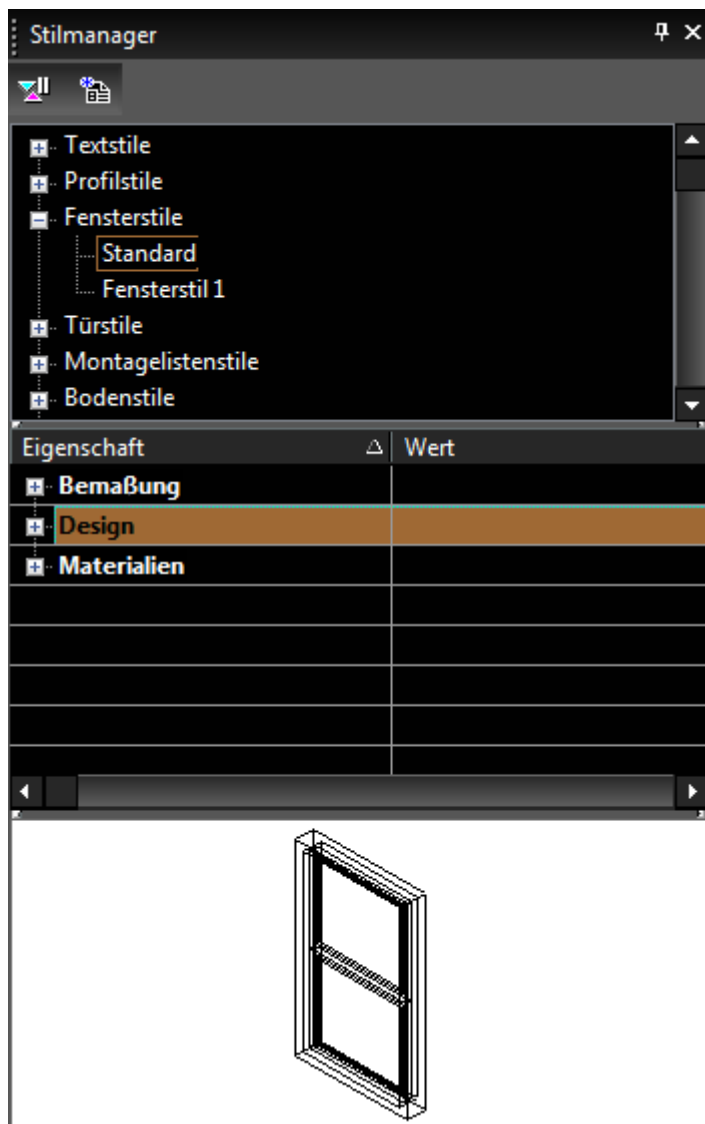 Stilmanager
Textstile
Profilstile
Fensterstile
Standard
Fensterstil 1
Türstile
Montagelistenstile
Bodenstile
Eigenschaft Wert
Bemaßung
Design
Materialien